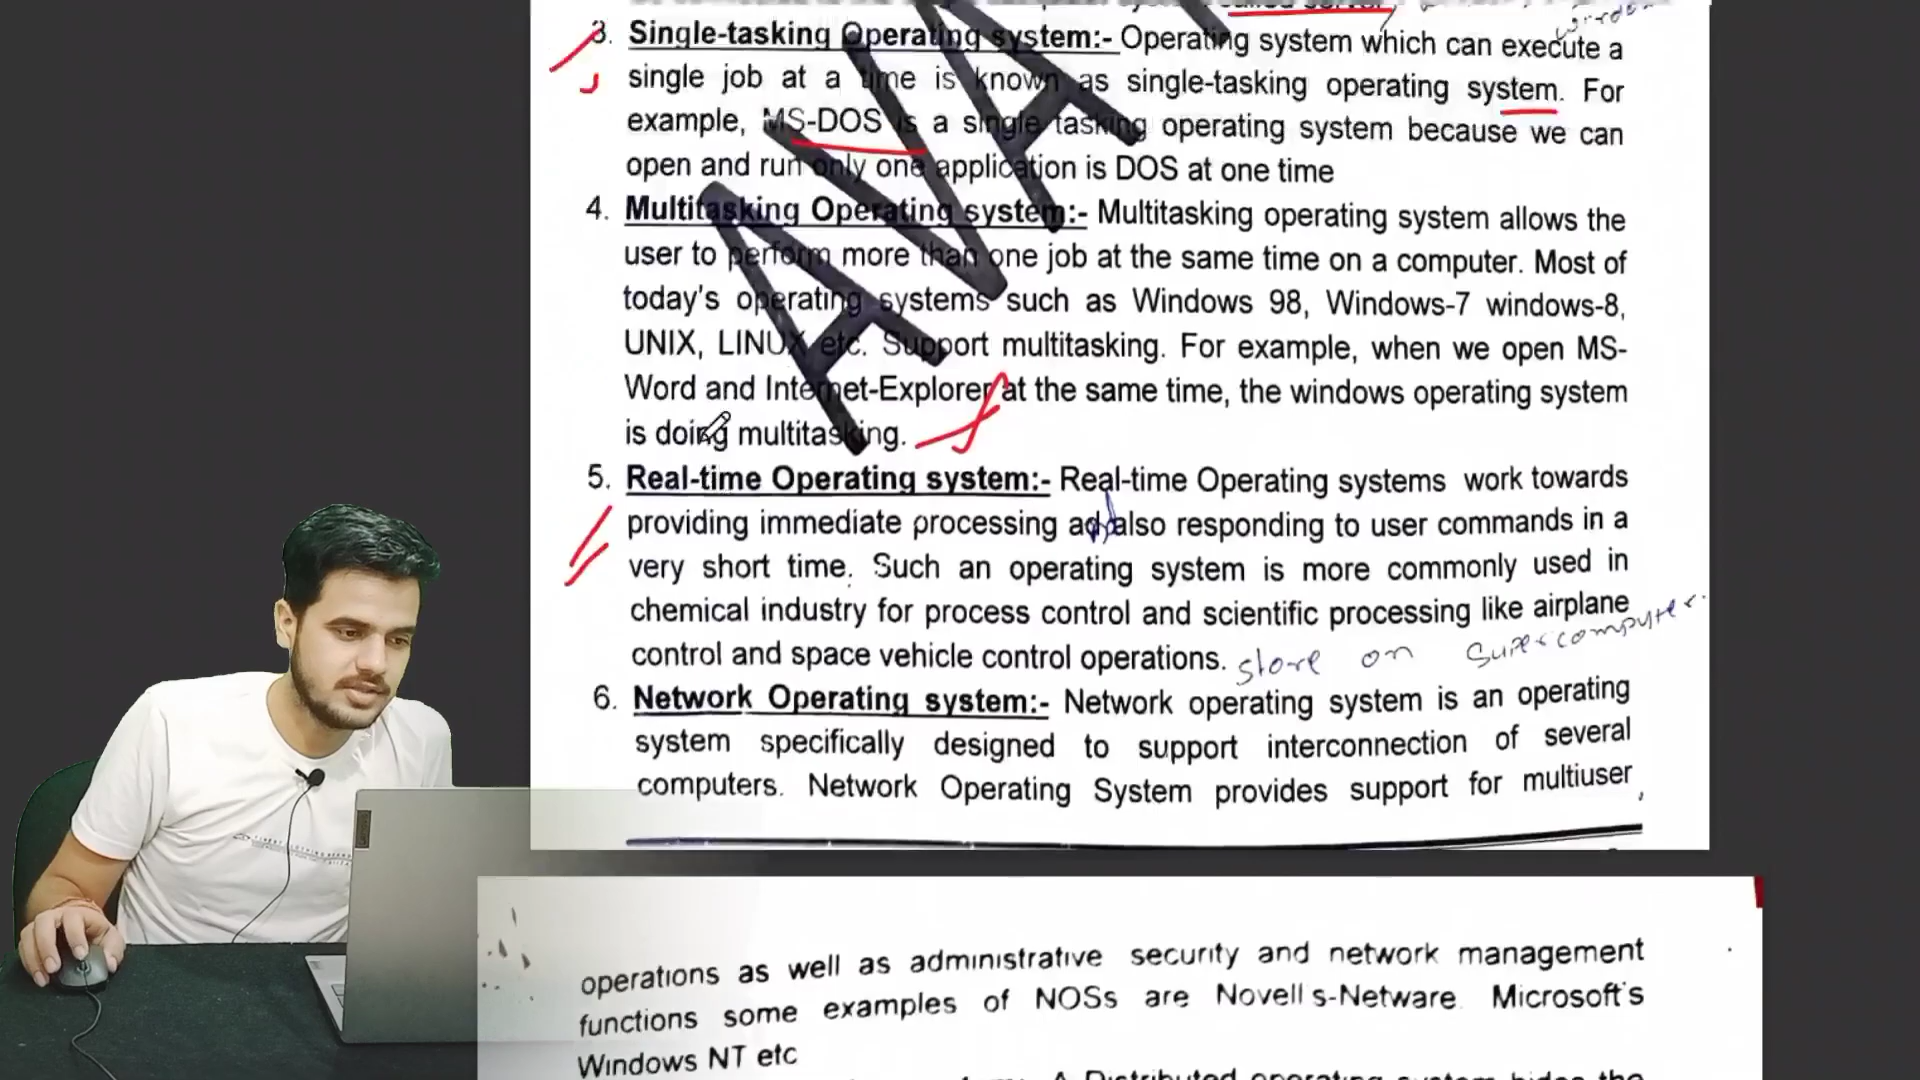 called server
3. Single-tasking Operating system:- Operating system which can execute a
single job at a time is known as single-tasking operating system. For
example, MS-DOS is a single tasking operating system because we can
open and run only one application is DOS at one time
4. Multitasking Operating system:- Multitasking operating system allows the
user to perform more than one job at the same time on a computer. Most of
today's operating systems such as Windows 98, Windows-7 windows-8,
UNIX, LINUX etc. Support multitasking. For example, when we open MS-
Word and Internet-Explorer at the same time, the windows operating system
is doing multitasking.
5. Real-time Operating system:- Real-time Operating systems work towards
providing immediate processing ad also responding to user commands in a
very short time. Such an operating system is more commonly used in
chemical industry for process control and scientific processing like airplane
control and space vehicle control operations. store on supercomputer.
6. Network Operating system:- Network operating system is an operating
system specifically designed to support interconnection of several
computers. Network Operating System provides support for multiuser
operations as well as administrative security and network management
functions some examples of NOSs are Novell s-Netware. Microsoft's
Windows NT etc
A Distributed operating system hides the
AVA